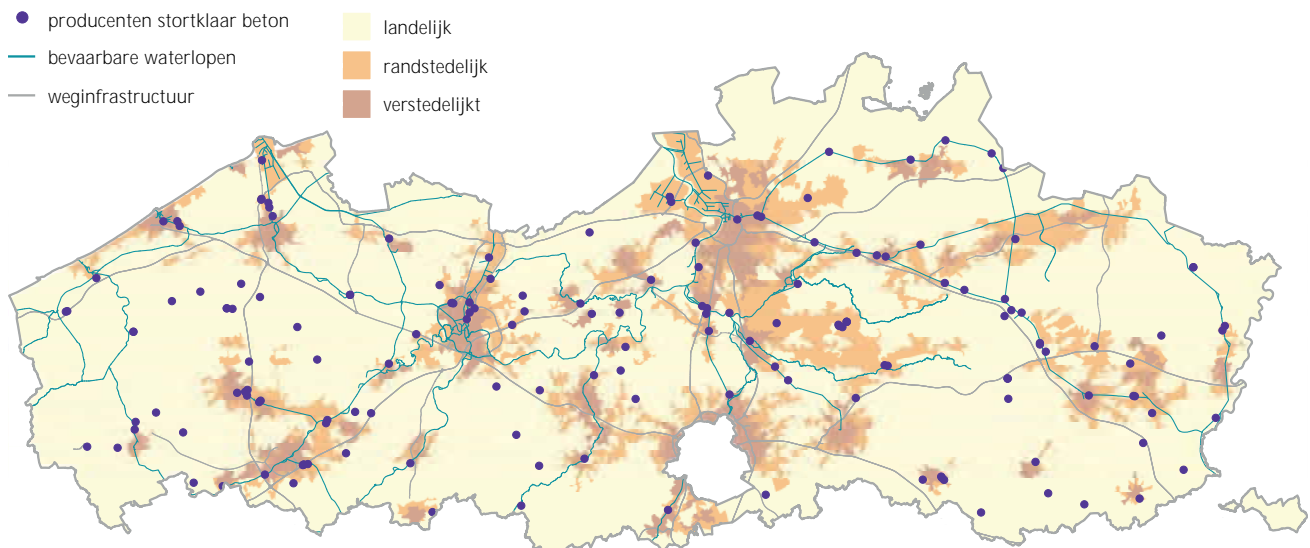 producenten stortklaar beton
bevaarbare waterlopen
weginfrastructuur
landelijk
randstedelijk
verstedelijkt